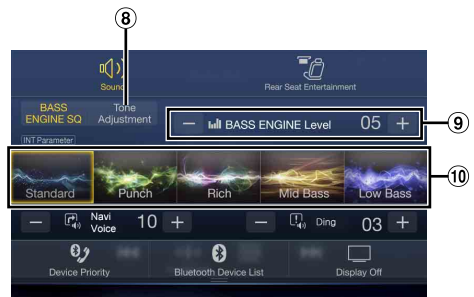 8
Sound
Rear Seat Entertainment
BASS ENGINE SQ
Tone Adjustment
INT Parameter
− BASS ENGINE Level 05 +
9
Standard Punch Rich Mid Bass Low Bass
10
− Navi Voice 10 + − Ding 03 +
Device Priority Bluetooth Device List Display Off